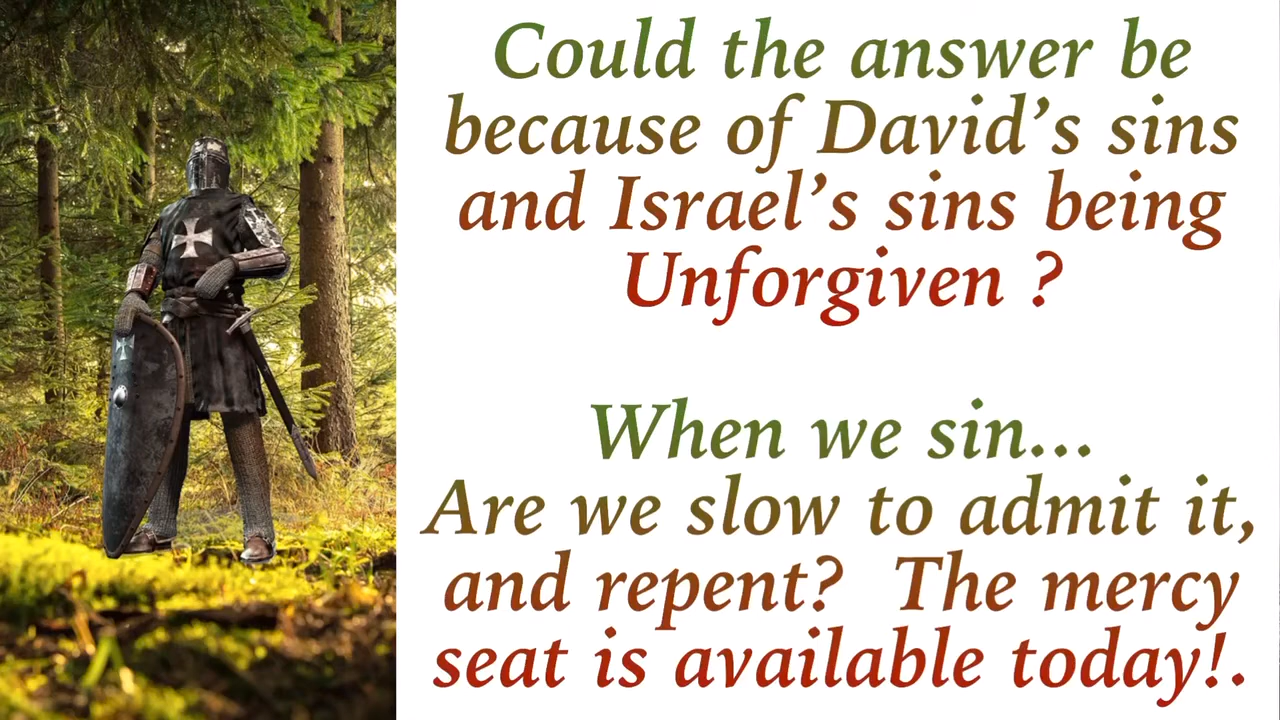 Could the answer be
because of David’s sins
and Israel’s sins being
Unforgiven ?
When we sin...
Are we slow to admit it,
and repent?  The mercy
seat is available today!.